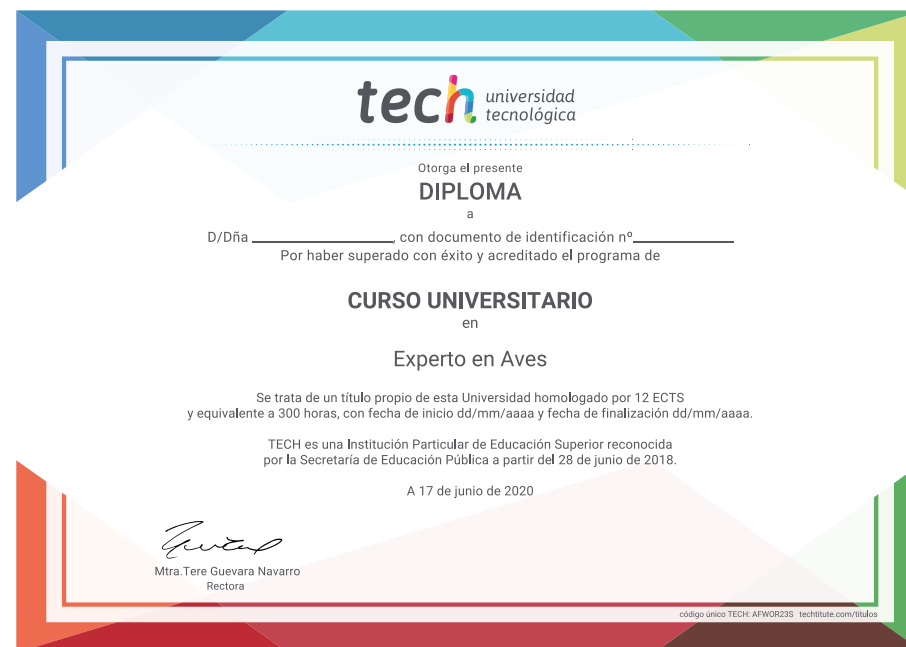 tech universidad
tecnológica
Otorga el presente
DIPLOMA
a
D/Dña ____________________, con documento de identificación nº______________
Por haber superado con éxito y acreditado el programa de
CURSO UNIVERSITARIO
en
Experto en Aves
Se trata de un título propio de esta Universidad homologado por 12 ECTS
y equivalente a 300 horas, con fecha de inicio dd/mm/aaaa y fecha de finalización dd/mm/aaaa.
TECH es una Institución Particular de Educación Superior reconocida
por la Secretaría de Educación Pública a partir del 28 de junio de 2018.
A 17 de junio de 2020
Mtra.Tere Guevara Navarro
Rectora
código único TECH: AFWOR23S techtitute.com/titulos